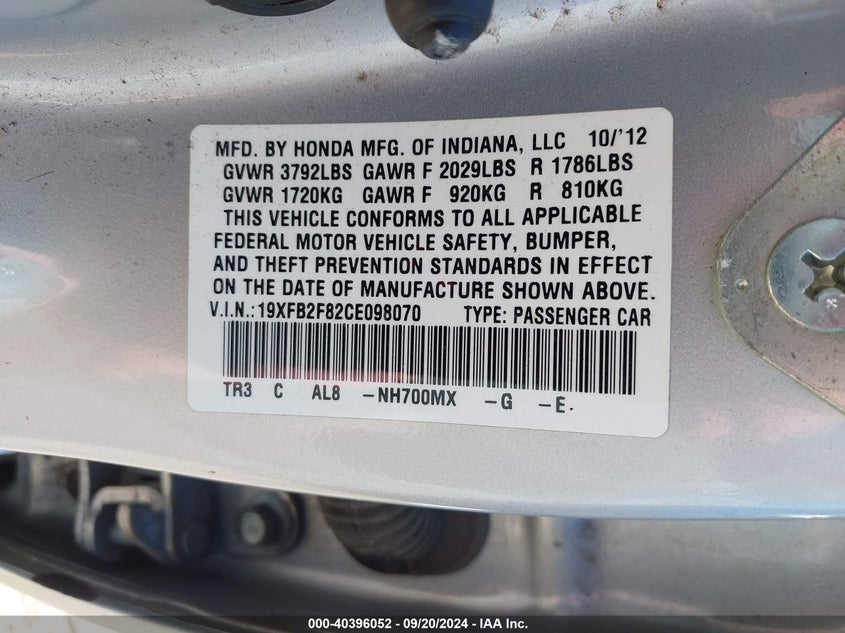 MFD. BY HONDA MFG. OF INDIANA, LLC 10/'12
GVWR 3792LBS GAWR F 2029LBS R 1786LBS
GVWR 1720KG GAWR F 920KG R 810KG
THIS VEHICLE CONFORMS TO ALL APPLICABLE
FEDERAL MOTOR VEHICLE SAFETY, BUMPER,
AND THEFT PREVENTION STANDARDS IN EFFECT
ON THE DATE OF MANUFACTURE SHOWN ABOVE.
V.I.N.:19XFB2F82CE098070 TYPE: PASSENGER CAR
TR3 C AL8 -NH700MX -G -E.
000-40396052 - 09/20/2024 - IAA Inc.